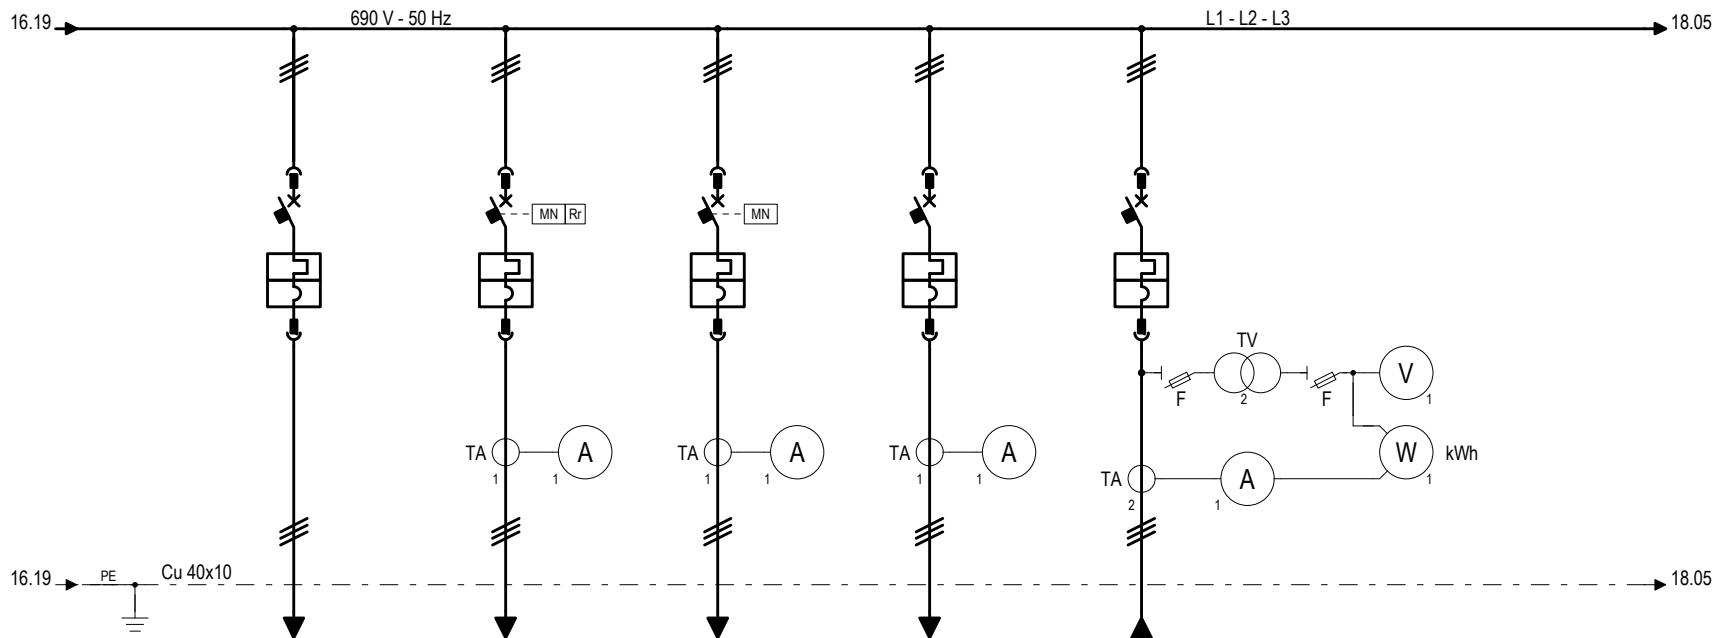 16.19 690 V - 50 Hz L1 - L2 - L3 18.05
MN Rr MN
TV
V
F 2 F 1
TA A TA A TA A W kWh
1 1 1 1 1 1 1
TA A
2 1
16.19 PE Cu 40x10 18.05